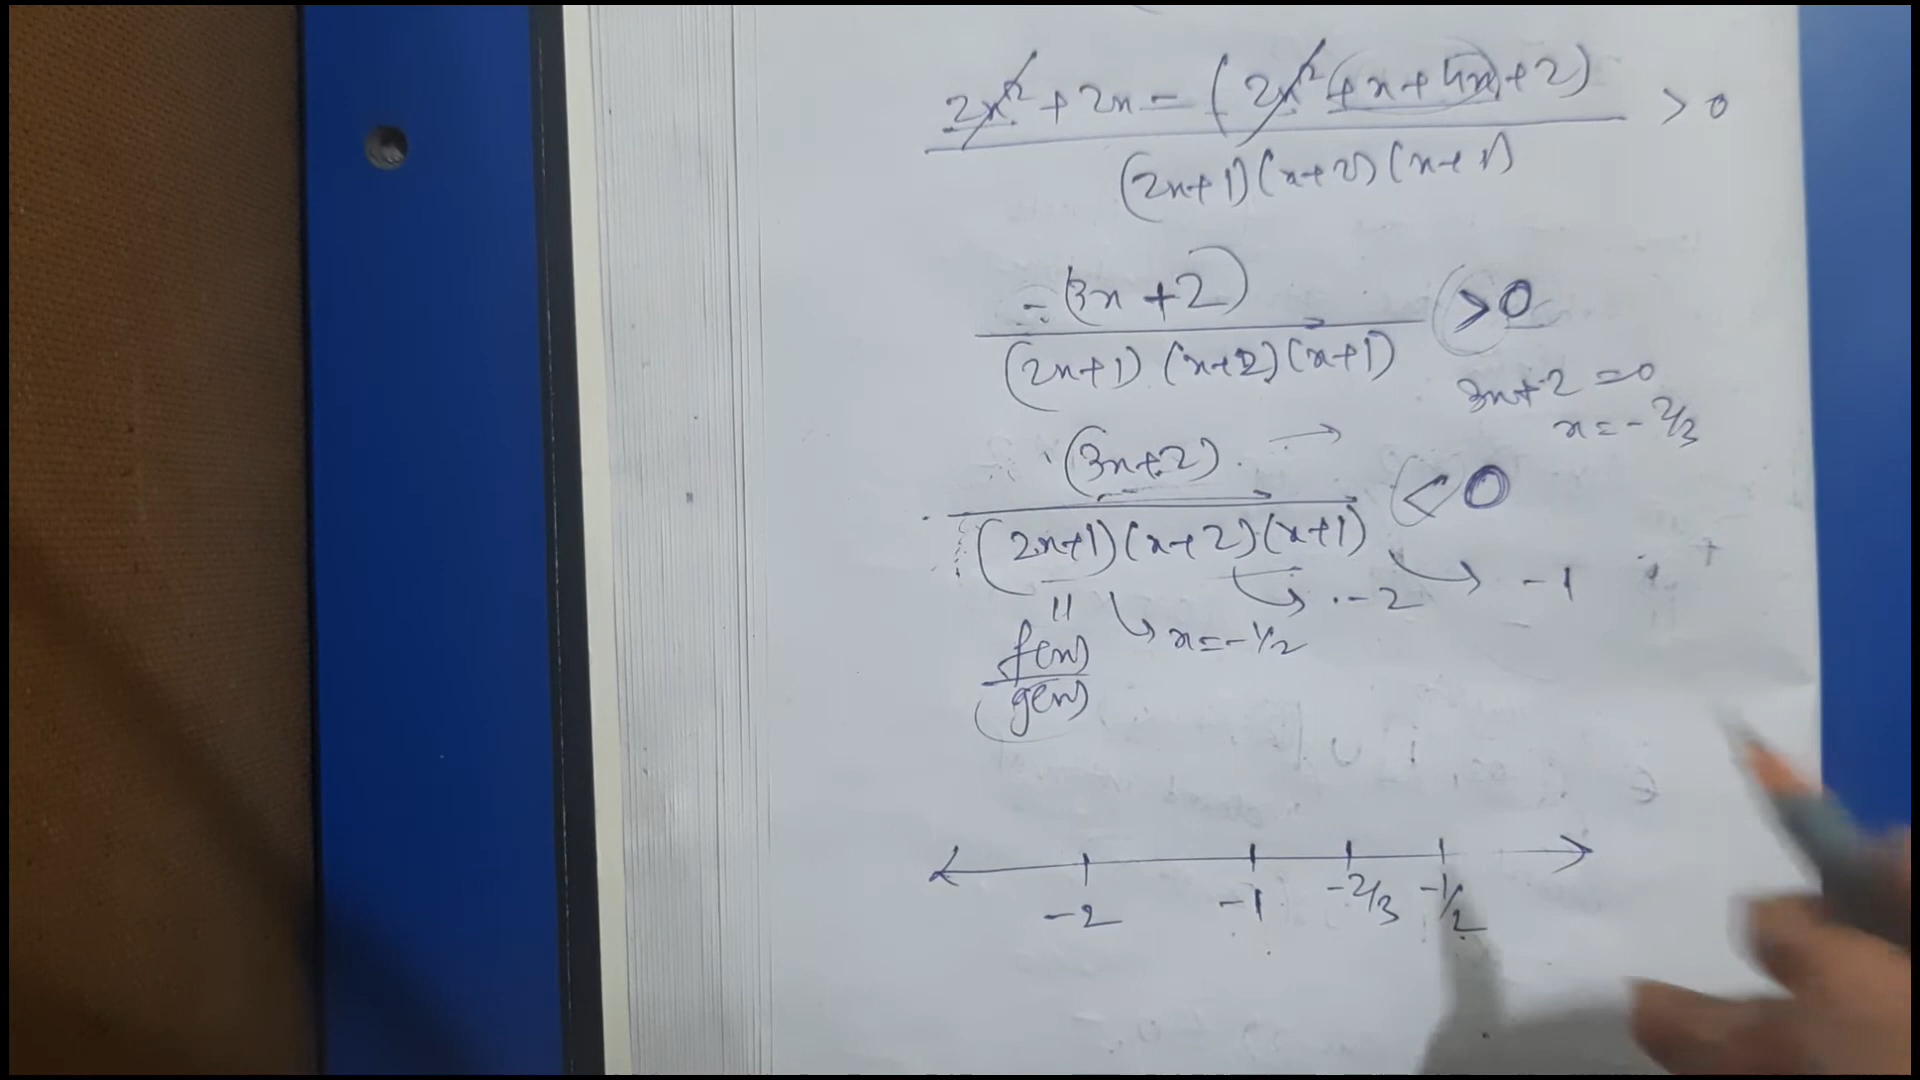 2x² + 2x - (2x² + x + 4x + 2) > 0
(2x+1)(x+2)(x+1)
-(3x + 2) > 0
(2x+1) (x+2)(x+1)
3x+2 = 0
x = -2/3
(3x+2) < 0
(2x+1)(x+2)(x+1)
-1
-2
x = -1/2
f(x)
g(x)
-2 -1 -2/3 -1/2